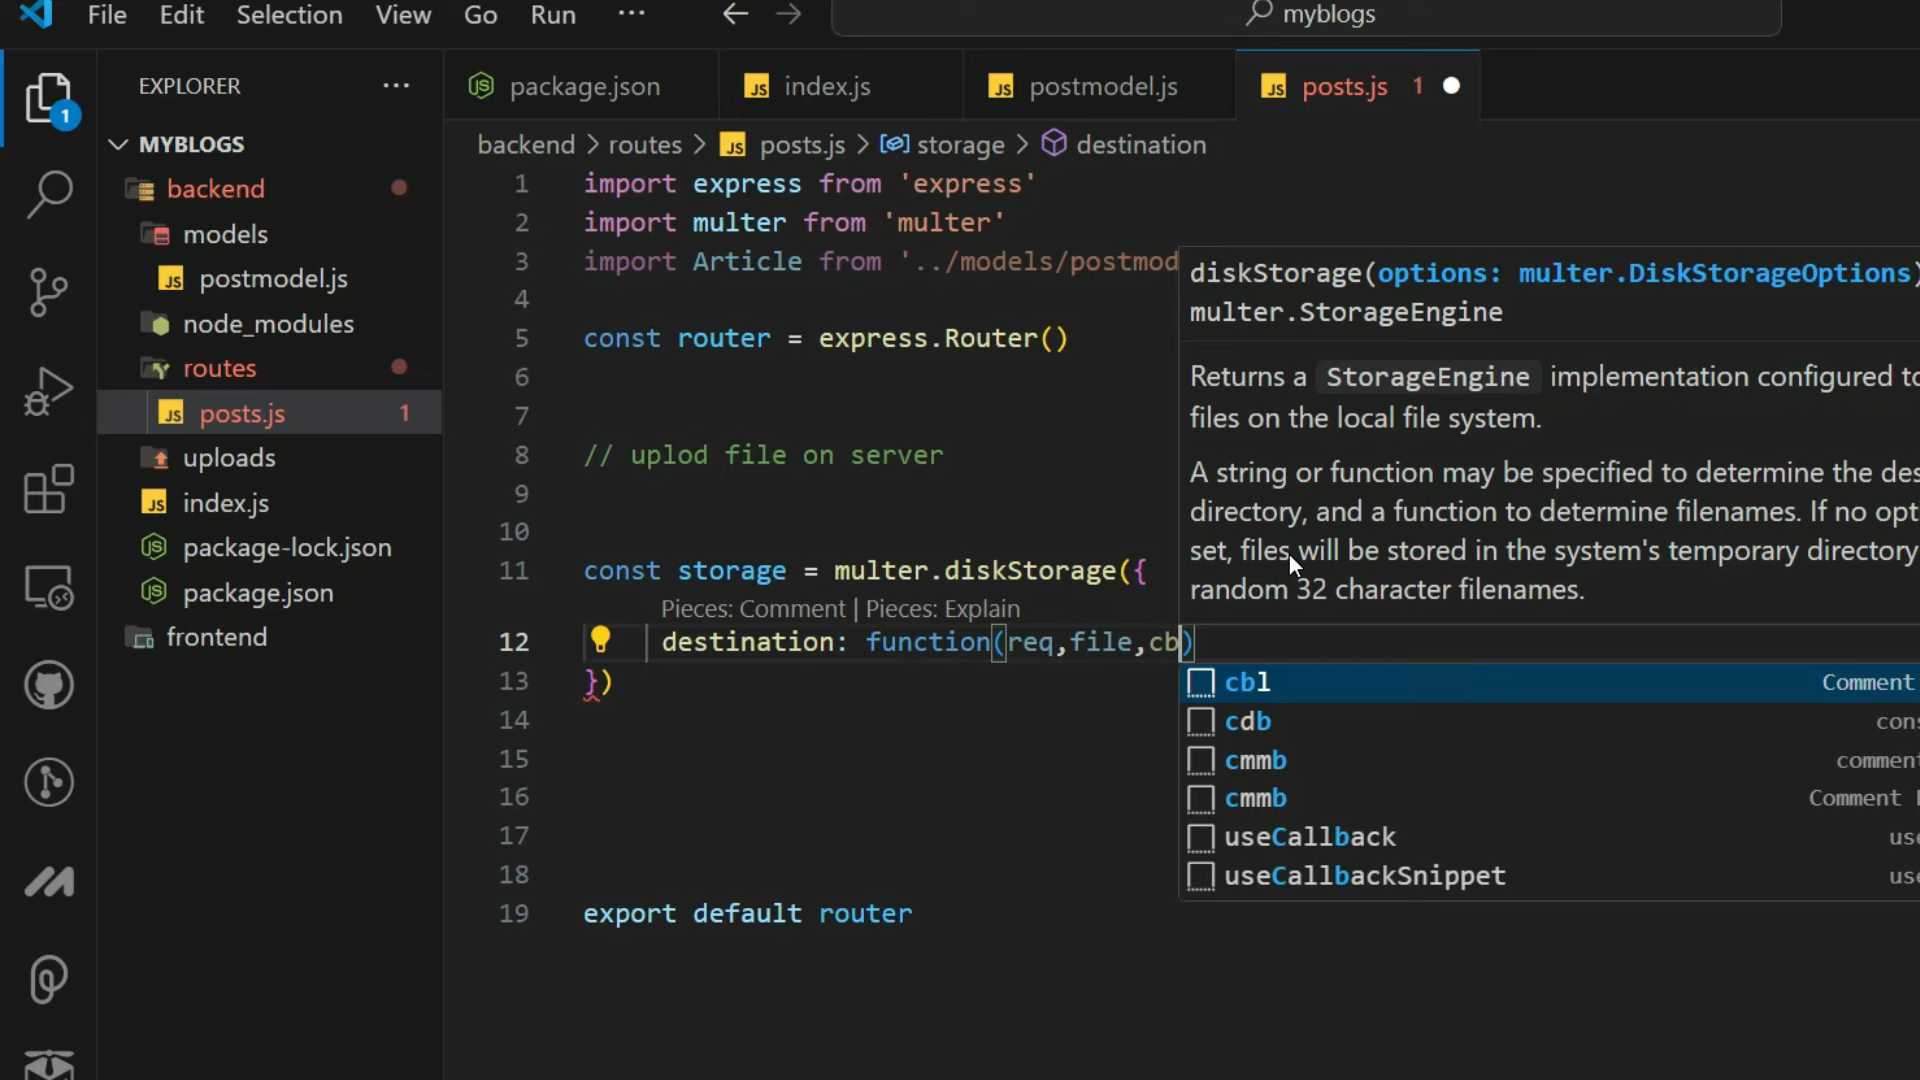 File Edit Selection View Go Run ··· myblogs
EXPLORER ···
package.json index.js postmodel.js posts.js 1
backend > routes > posts.js > storage > destination
1
MYBLOGS
backend
models
postmodel.js
node_modules
routes
posts.js 1
uploads
index.js
package-lock.json
package.json
frontend
1 import express from 'express'
2 import multer from 'multer'
3 import Article from '../models/postmod
4
5 const router = express.Router()
6
7
8 // uplod file on server
9
10
11 const storage = multer.diskStorage({
Pieces: Comment | Pieces: Explain
12 destination: function(req,file,cb)
13 })
14
15
16
17
18
19 export default router
diskStorage(options: multer.DiskStorageOptions)
multer.StorageEngine
Returns a StorageEngine implementation configured to
files on the local file system.
A string or function may be specified to determine the des
directory, and a function to determine filenames. If no opt
set, files will be stored in the system's temporary directory
random 32 character filenames.
cbl Comment
cdb cons
cmmb comment
cmmb Comment
useCallback use
useCallbackSnippet use